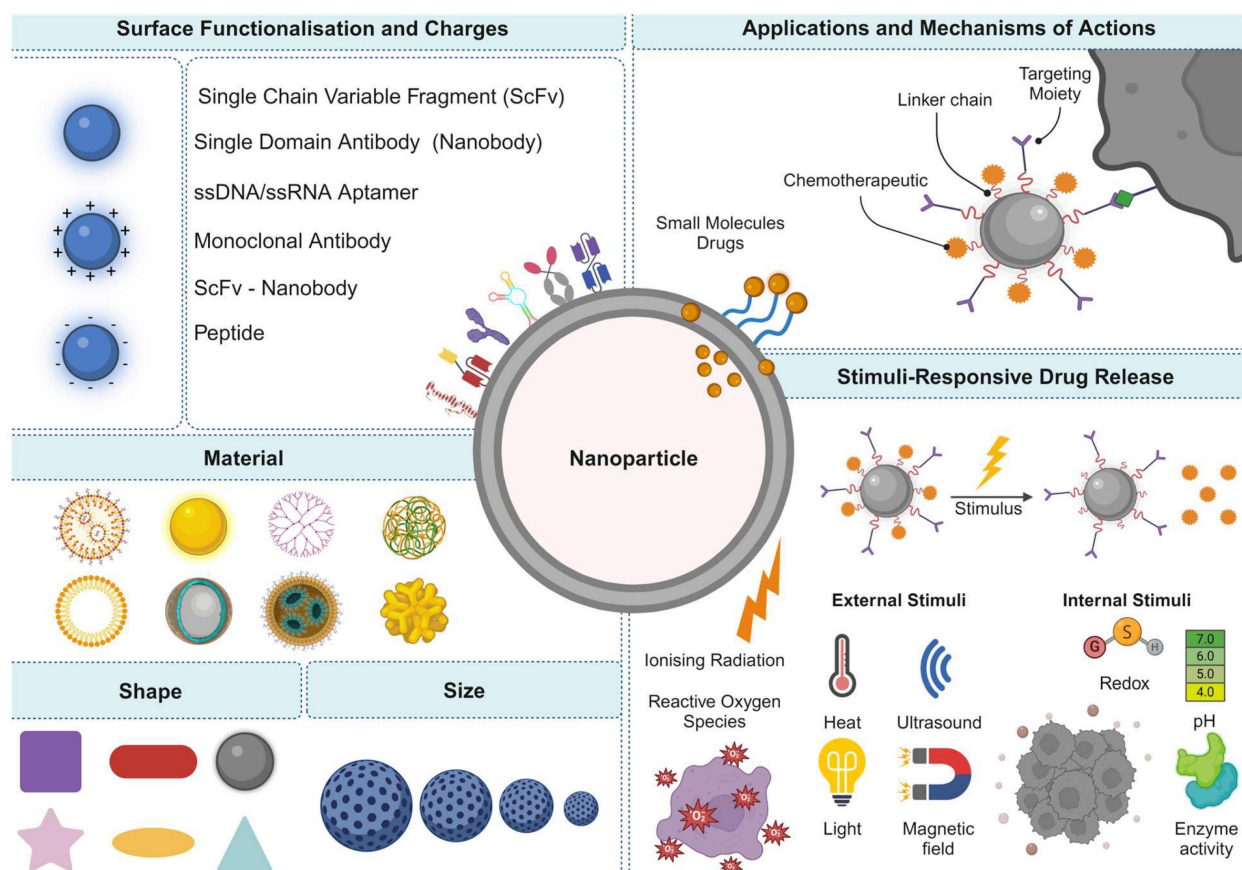 Surface Functionalisation and Charges
Single Chain Variable Fragment (ScFv)
Single Domain Antibody (Nanobody)
ssDNA/ssRNA Aptamer
Monoclonal Antibody
ScFv - Nanobody
Peptide
Material
Shape
Size
Nanoparticle
Applications and Mechanisms of Actions
Targeting
Moiety
Linker chain
Chemotherapeutic
Small Molecules
Drugs
Stimuli-Responsive Drug Release
Stimulus
External Stimuli
Heat
Ultrasound
Light
Magnetic
field
Internal Stimuli
G S H
Redox
7.0
6.0
5.0
4.0
pH
Enzyme
activity
Ionising Radiation
Reactive Oxygen
Species